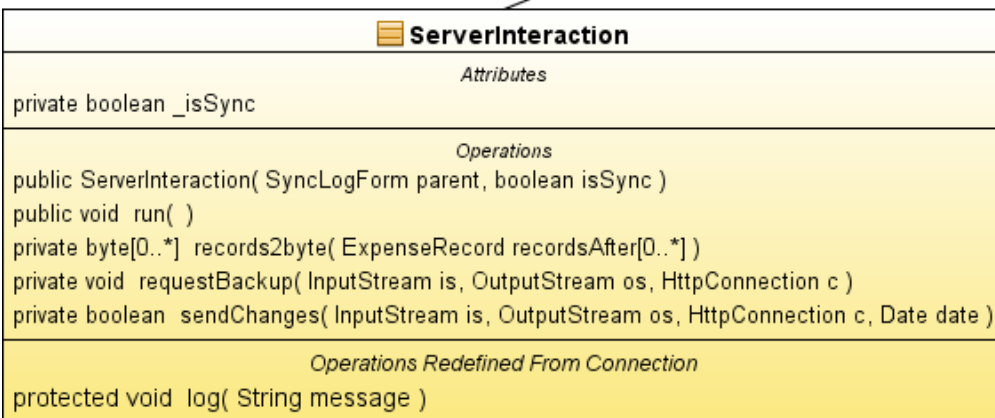 ServerInteraction
Attributes
private boolean _isSync
Operations
public ServerInteraction( SyncLogForm parent, boolean isSync )
public void run( )
private byte[0..*] records2byte( ExpenseRecord recordsAfter[0..*] )
private void requestBackup( InputStream is, OutputStream os, HttpConnection c )
private boolean sendChanges( InputStream is, OutputStream os, HttpConnection c, Date date )
Operations Redefined From Connection
protected void log( String message )